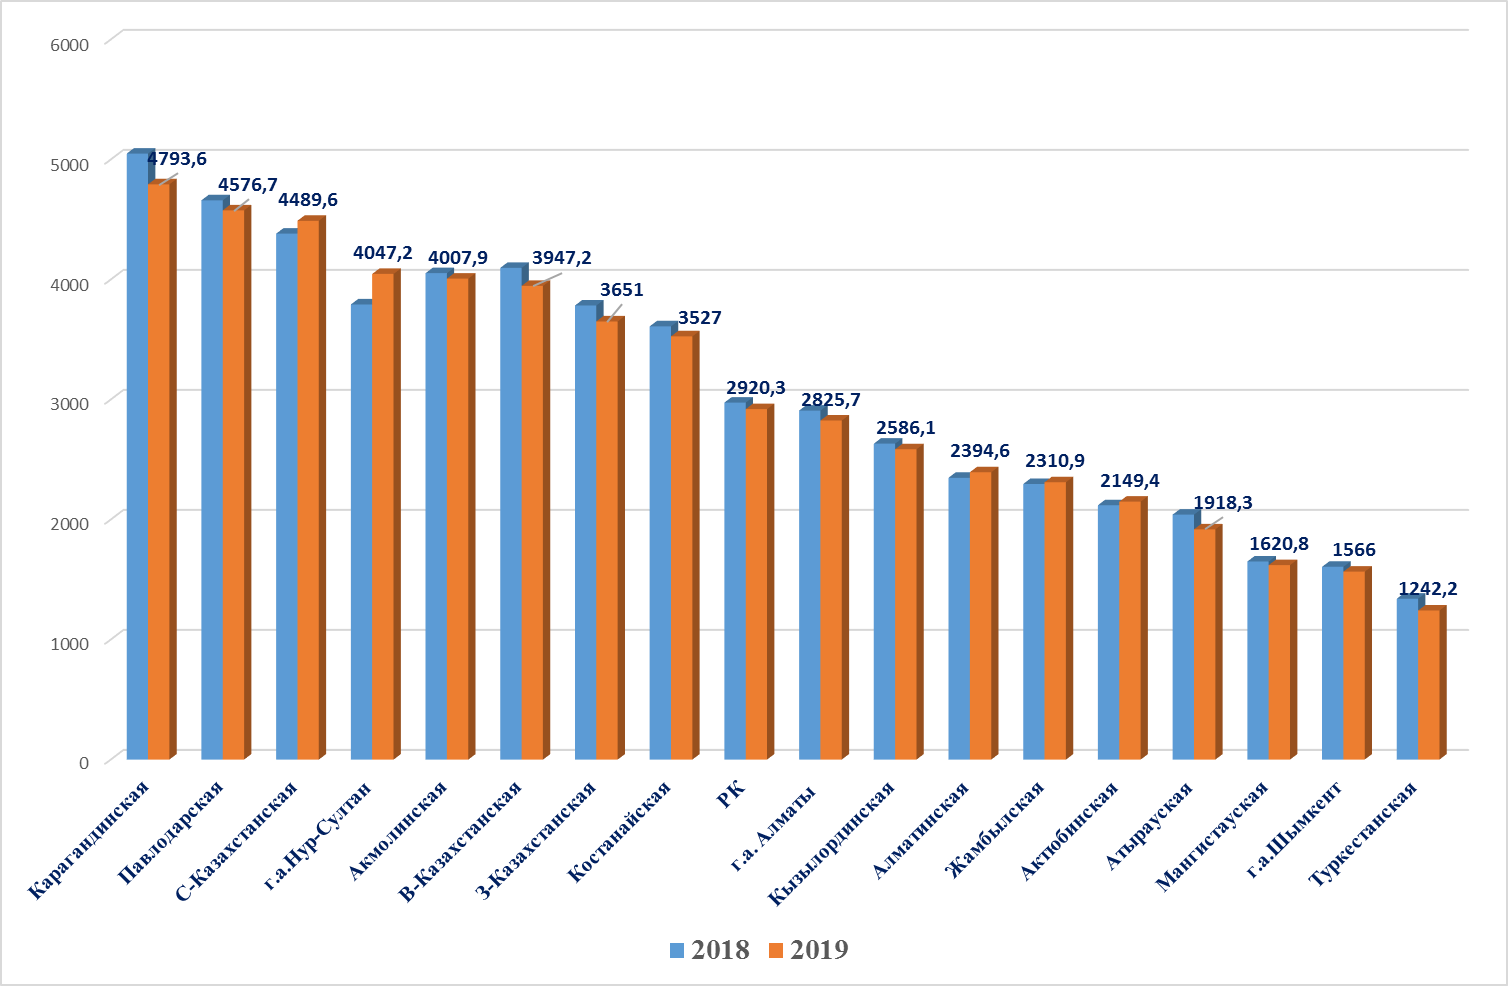 6000
5000
4000
3000
2000
1000
0
4793,6
4576,7
4489,6
4047,2
4007,9
3947,2
3651
3527
2920,3
2825,7
2586,1
2394,6
2310,9
2149,4
1918,3
1620,8
1566
1242,2
Карагандинская
Павлодарская
С-Казахстанская
г.а.Нур-Султан
Акмолинская
В-Казахстанская
З-Казахстанская
Костанайская
РК
г.а. Алматы
Кызылординская
Алматинская
Жамбылская
Актюбинская
Атырауская
Мангистауская
г.а.Шымкент
Туркестанская
2018 2019